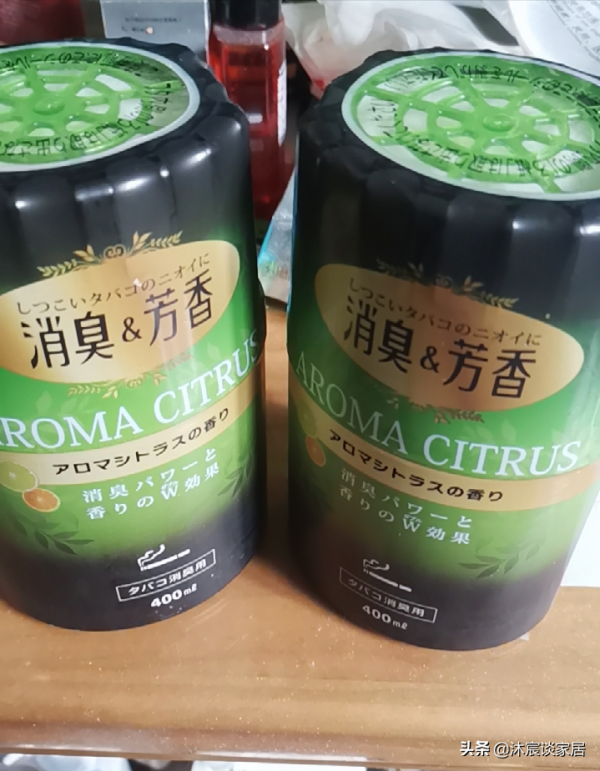 しつこいタバコのニオイに
消臭&芳香
AROMA CITRUS
アロマシトラスの香り
消臭パワーと
香りのW効果
タバコ消臭用
400mℓ
しつこいタバコのニオイに
消臭&芳香
AROMA CITRUS
アロマシトラスの香り
消臭パワーと
香りのW効果
タバコ消臭用
400mℓ
头条 @沐宸谈家居